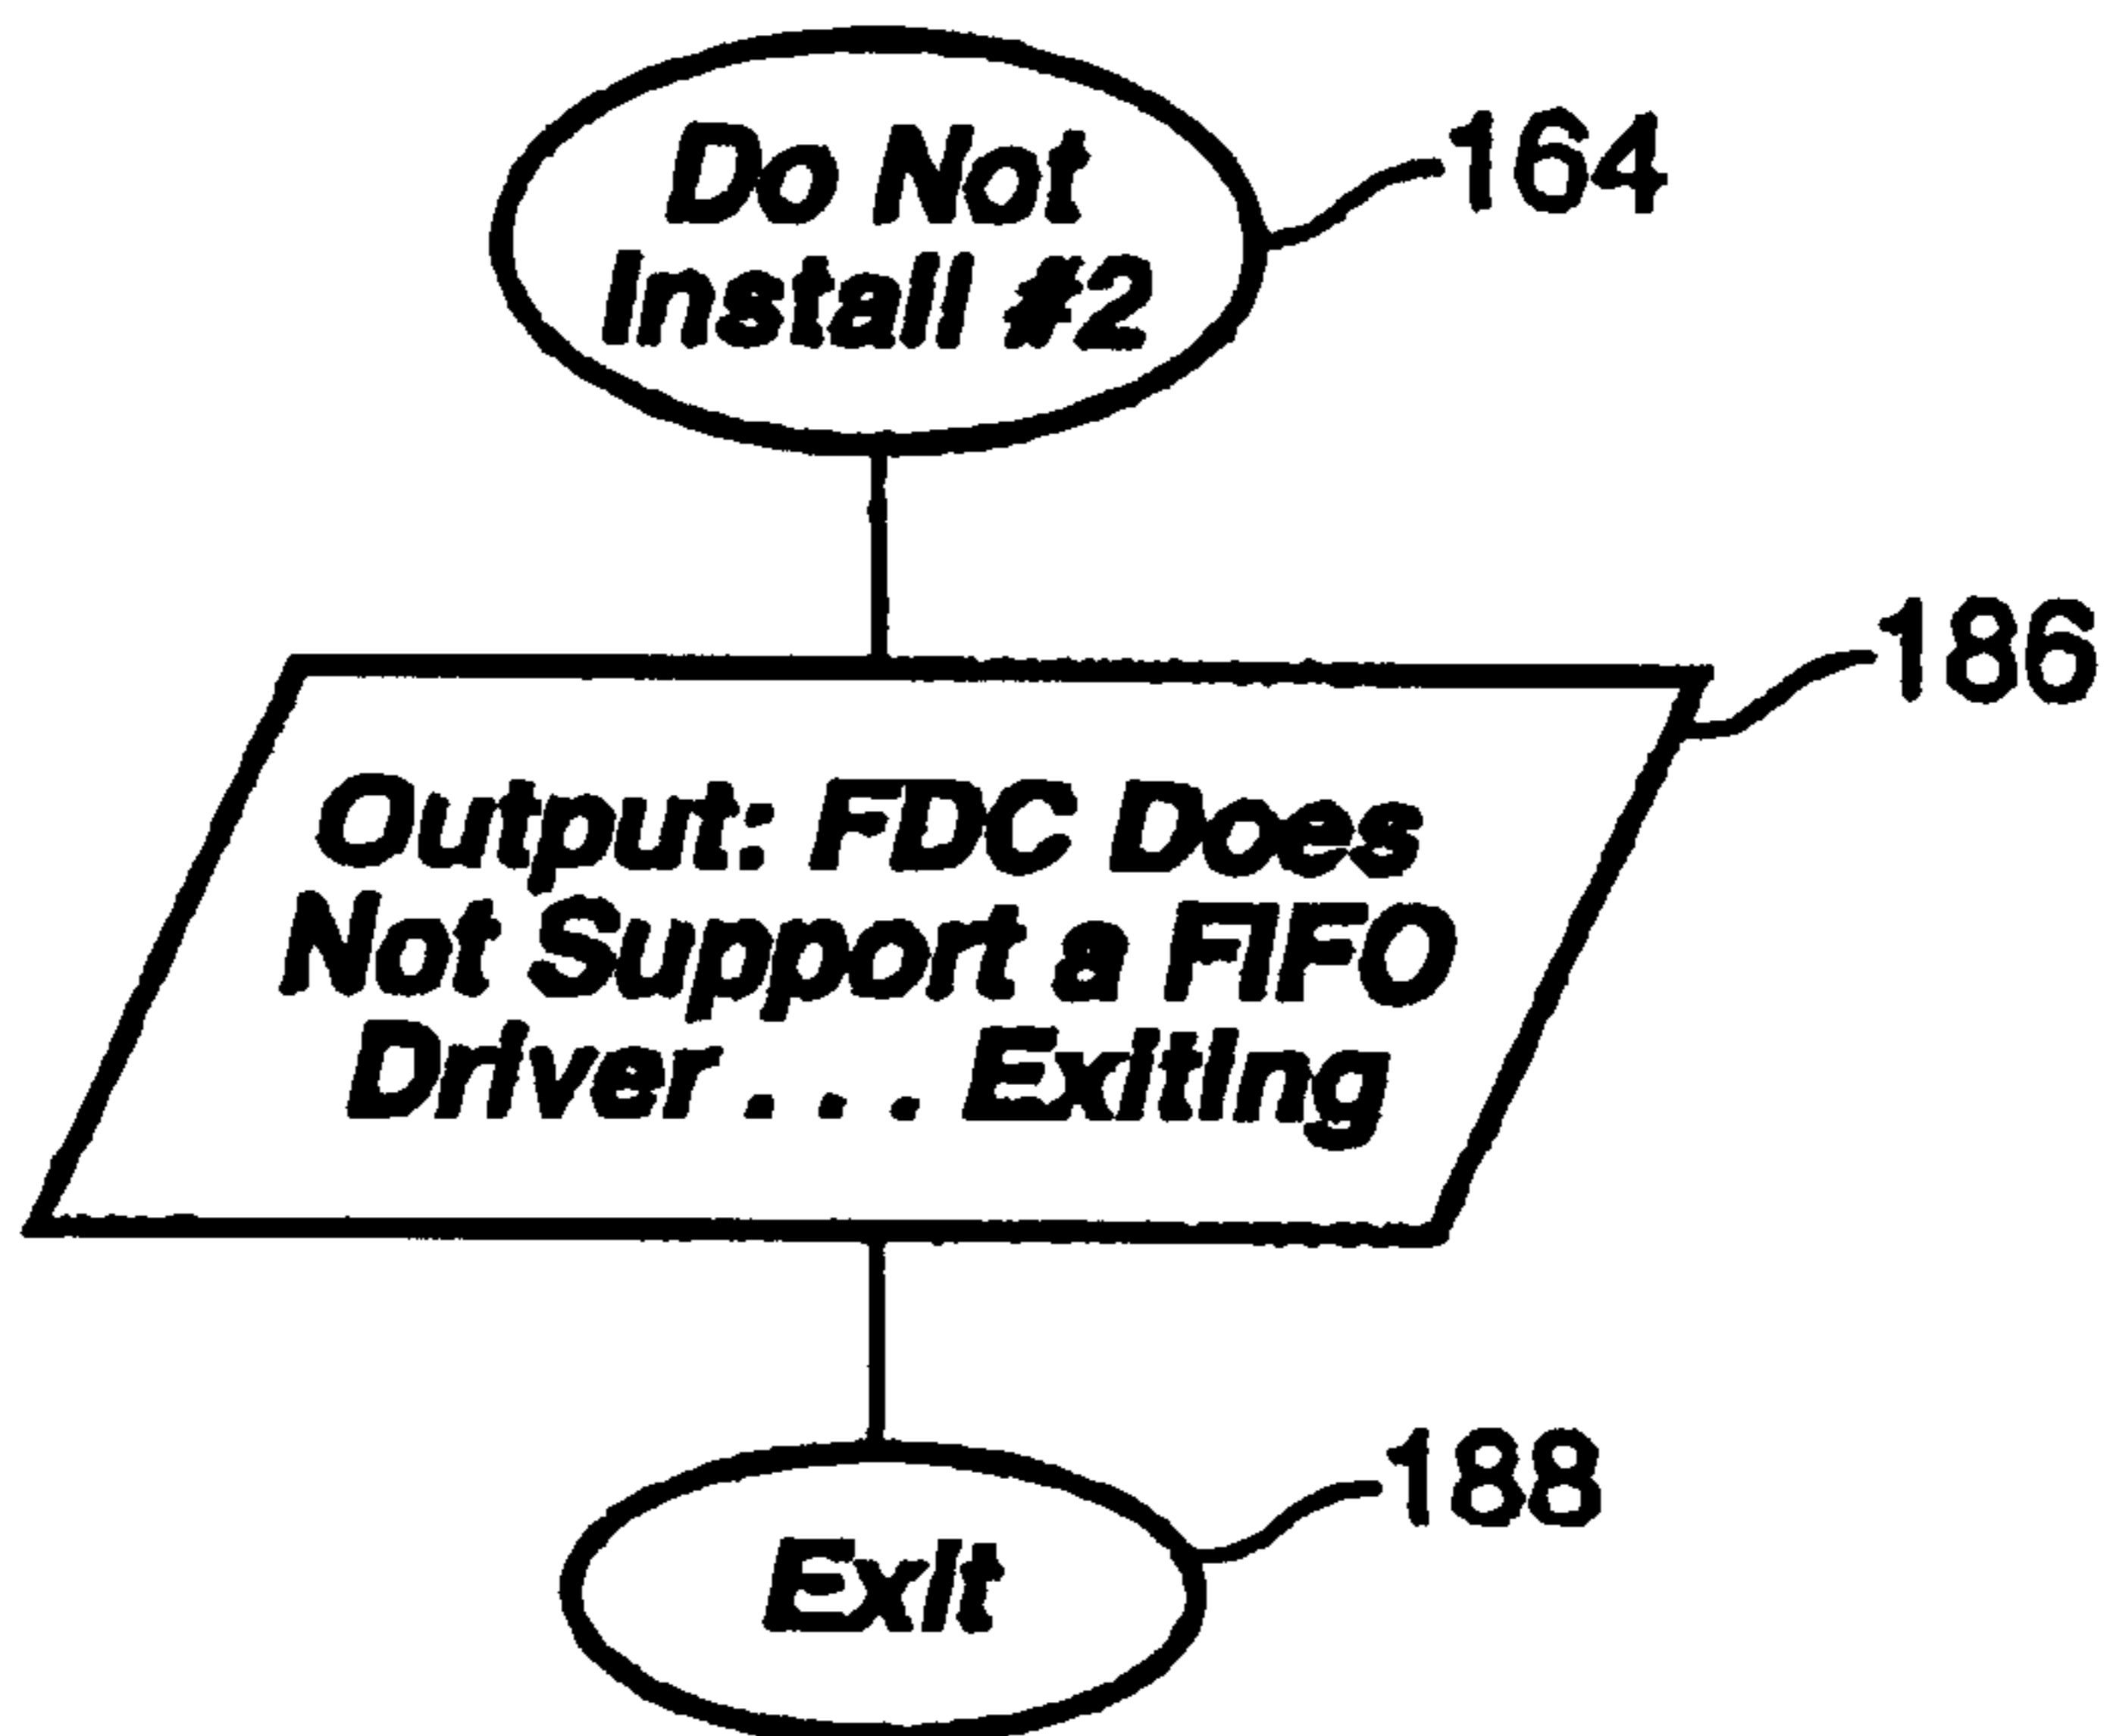 Do Not
Install #2
164
186
Output: FDC Does
Not Support a FIFO
Driver . . . Exiting
188
Exit